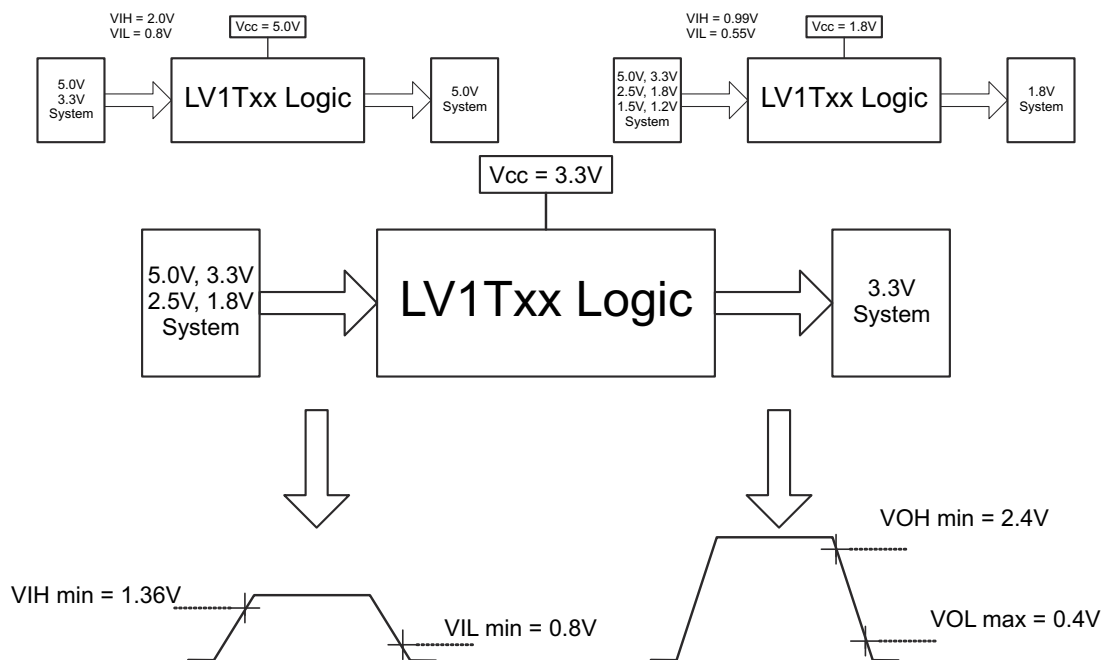 VIH = 2.0V
VIL = 0.8V
Vcc = 5.0V
5.0V
3.3V
System
LV1Txx Logic
5.0V
System
VIH = 0.99V
VIL = 0.55V
Vcc = 1.8V
5.0V, 3.3V
2.5V, 1.8V
1.5V, 1.2V
System
LV1Txx Logic
1.8V
System
Vcc = 3.3V
5.0V, 3.3V
2.5V, 1.8V
System
LV1Txx Logic
3.3V
System
VIH min = 1.36V
VIL min = 0.8V
VOH min = 2.4V
VOL max = 0.4V